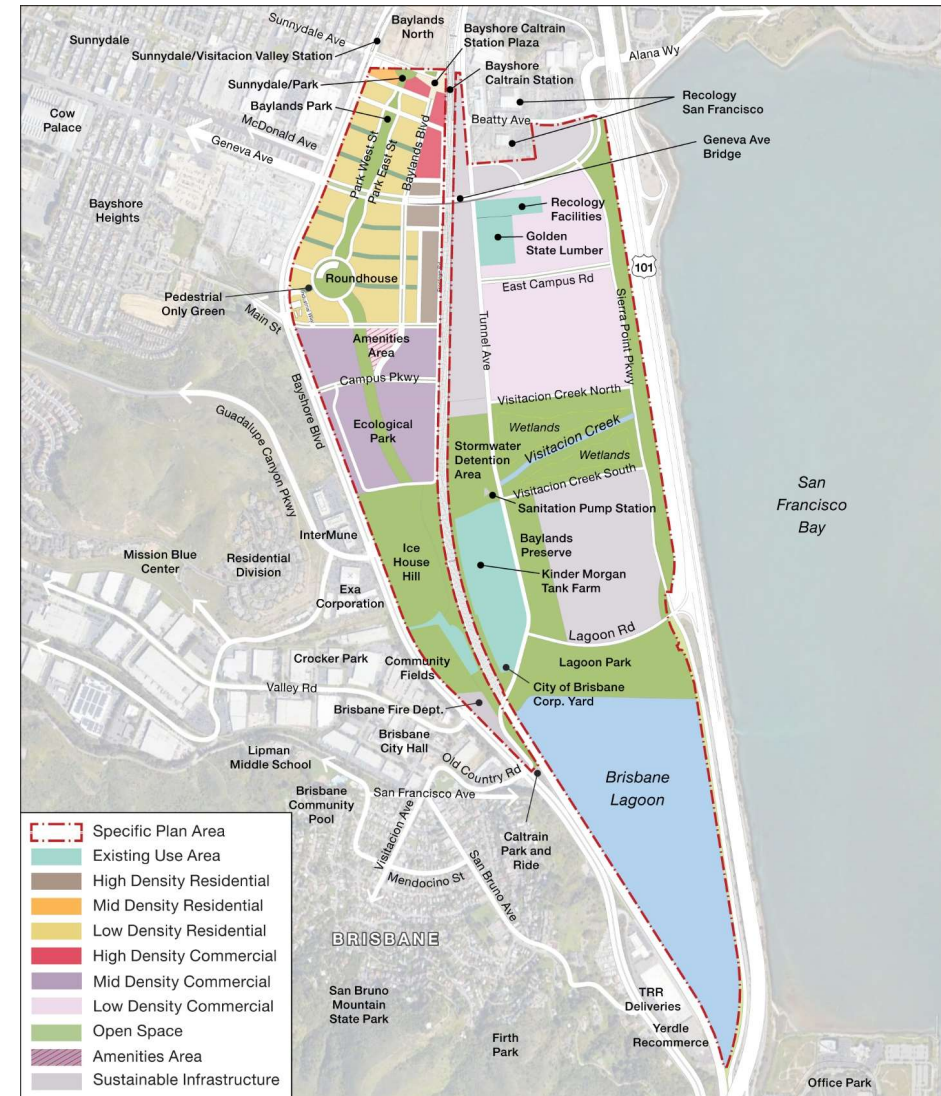 Sunnydale Ave
Baylands
North
Bayshore Caltrain
Station Plaza
Sunnydale
Sunnydale/Visitacion Valley Station
Alana Wy
Bayshore
Caltrain Station
Sunnydale/Park
Recology
San Francisco
Baylands Park
Cow
Palace
Beatty Ave
McDonald Ave
Geneva Ave
Geneva Ave
Bridge
Park West St
Park East St
Baylands Blvd
Bayshore
Heights
Recology
Facilities
Golden
State Lumber
101
Roundhouse
East Campus Rd
Sierra Point Pkwy
Pedestrial
Only Green
Main St
Tunnel Ave
Amenities
Area
Campus Pkwy
Bayshore Blvd
Visitacion Creek North
Guadalupe Canyon Pkwy
Ecological
Park
Wetlands
Visitacion Creek
Stormwater
Detention
Area
Wetlands
Visitacion Creek South
San
Francisco
Bay
Sanitation Pump Station
InterMune
Ice
House
Hill
Baylands
Preserve
Mission Blue
Center
Residential
Division
Kinder Morgan
Tank Farm
Exa
Corporation
Lagoon Rd
Crocker Park
Community
Fields
Lagoon Park
Valley Rd
City of Brisbane
Corp. Yard
Brisbane Fire Dept.
Brisbane
City Hall
Lipman
Middle School
Old Country Rd
Brisbane
Lagoon
San Francisco Ave
Brisbane
Community
Pool
Visitacion Ave
Caltrain
Park and
Ride
Mendocino St
San Bruno Ave
BRISBANE
San Bruno
Mountain
State Park
TRR
Deliveries
Firth
Park
Yerdle
Recommerce
Office Park
Specific Plan Area
Existing Use Area
High Density Residential
Mid Density Residential
Low Density Residential
High Density Commercial
Mid Density Commercial
Low Density Commercial
Open Space
Amenities Area
Sustainable Infrastructure